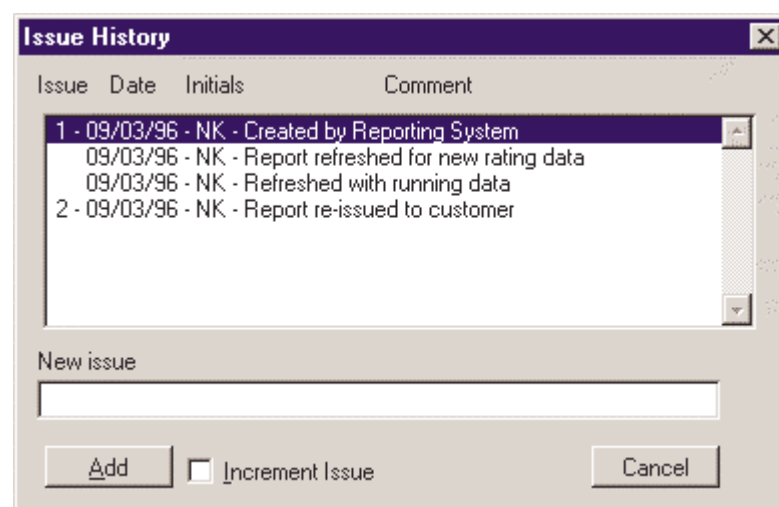 Issue History
Issue Date Initials Comment
1 - 09/03/96 - NK - Created by Reporting System
09/03/96 - NK - Report refreshed for new rating data
09/03/96 - NK - Refreshed with running data
2 - 09/03/96 - NK - Report re-issued to customer
New issue
Add Increment Issue Cancel